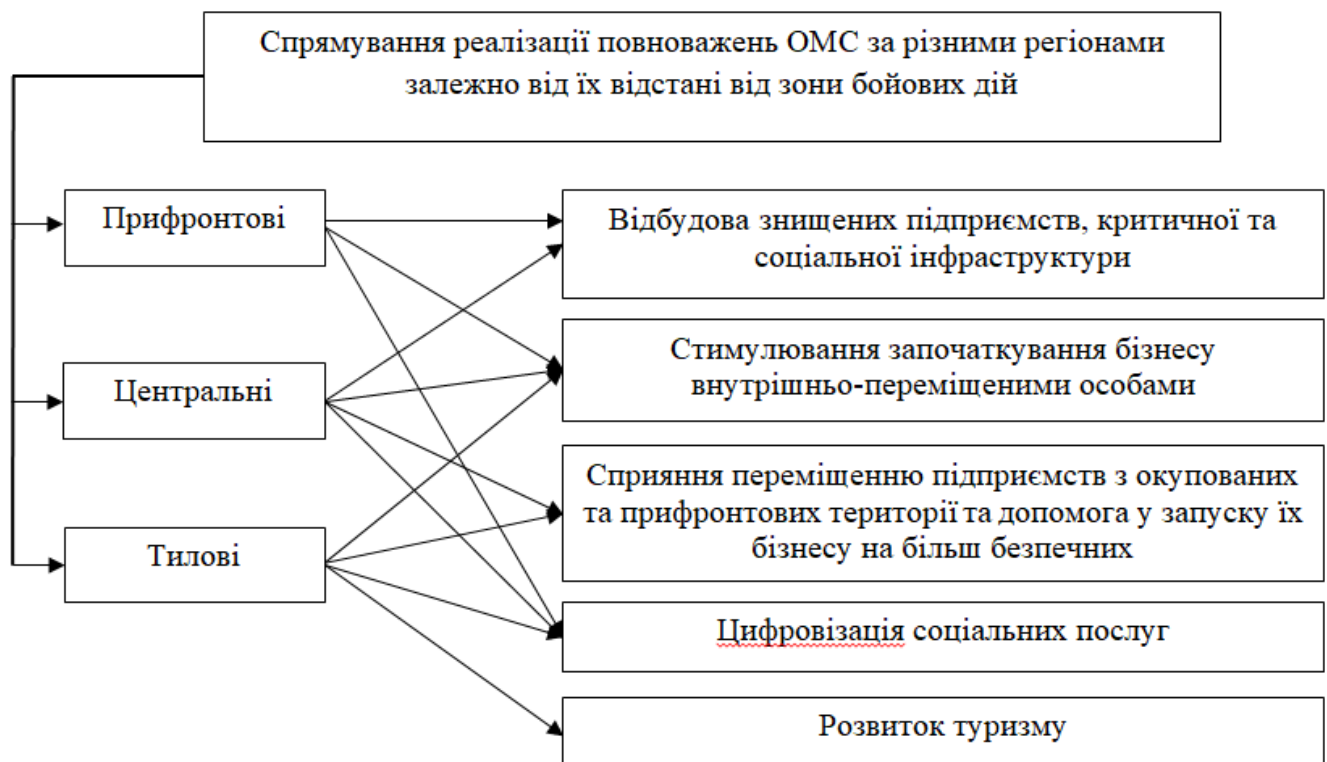 Спрямування реалізації повноважень ОМС за різними регіонами
залежно від їх відстані від зони бойових дій
Прифронтові
Відбудова знищених підприємств, критичної та
соціальної інфраструктури
Стимулювання започаткування бізнесу
внутрішньо-переміщеними особами
Центральні
Сприяння переміщенню підприємств з окупованих
та прифронтових території та допомога у запуску їх
бізнесу на більш безпечних
Тилові
Цифровізація соціальних послуг
Розвиток туризму